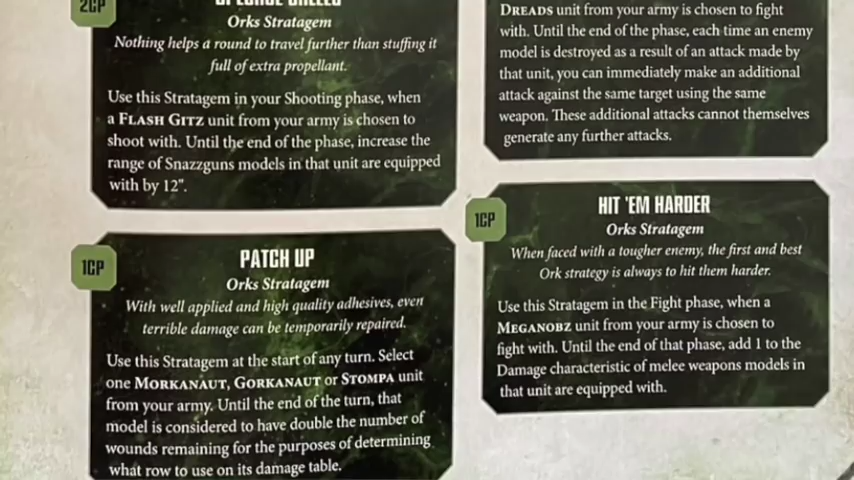 2CP
Orks Stratagem
Nothing helps a round to travel further than stuffing it
full of extra propellant.
Use this Stratagem in your Shooting phase, when
a FLASH GITZ unit from your army is chosen to
shoot with. Until the end of the phase, increase the
range of Snazzguns models in that unit are equipped
with by 12".
1CP
PATCH UP
Orks Stratagem
With well applied and high quality adhesives, even
terrible damage can be temporarily repaired.
Use this Stratagem at the start of any turn. Select
one MORKANAUT, GORKANAUT or STOMPA unit
from your army. Until the end of the turn, that
model is considered to have double the number of
wounds remaining for the purposes of determining
what row to use on its damage table.
DREADS unit from your army is chosen to fight
with. Until the end of the phase, each time an enemy
model is destroyed as a result of an attack made by
that unit, you can immediately make an additional
attack against the same target using the same
weapon. These additional attacks cannot themselves
generate any further attacks.
1CP
HIT 'EM HARDER
Orks Stratagem
When faced with a tougher enemy, the first and best
Ork strategy is always to hit them harder.
Use this Stratagem in the Fight phase, when a
MEGANOBZ unit from your army is chosen to
fight with. Until the end of that phase, add 1 to the
Damage characteristic of melee weapons models in
that unit are equipped with.